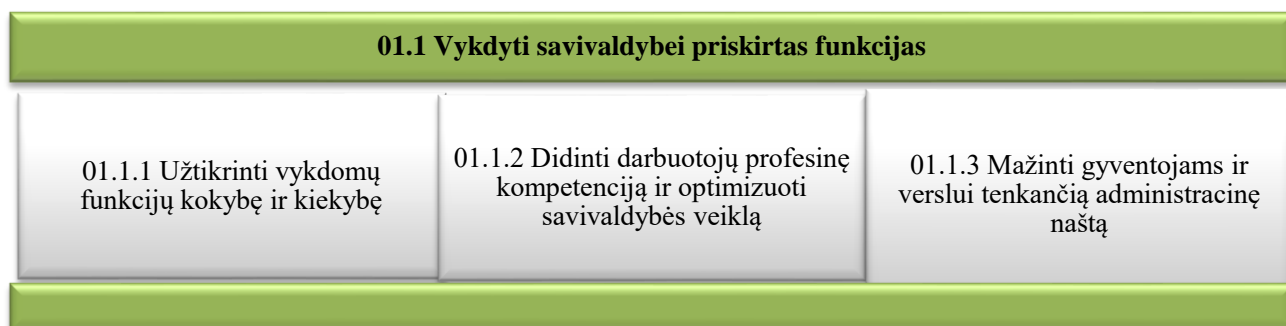 01.1 Vykdyti savivaldybei priskirtas funkcijas
01.1.1 Užtikrinti vykdomų
funkcijų kokybę ir kiekybę
01.1.2 Didinti darbuotojų profesinę
kompetenciją ir optimizuoti
savivaldybės veiklą
01.1.3 Mažinti gyventojams ir
verslui tenkančią administracinę
naštą